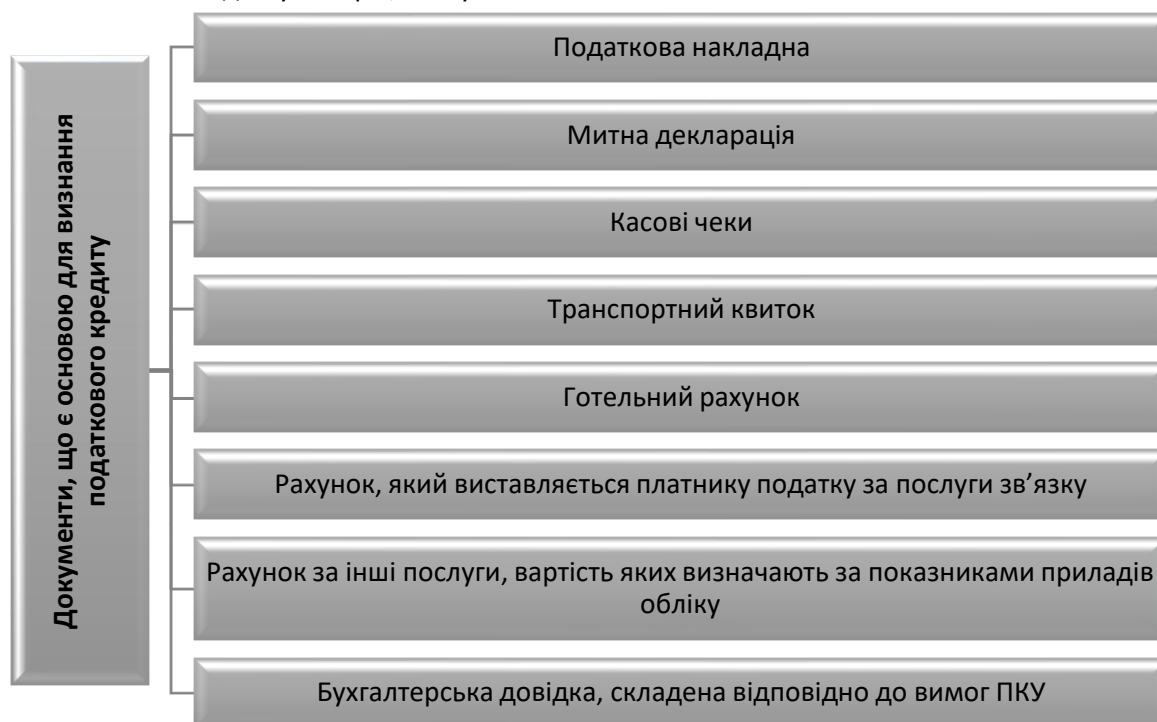 Документи, що є основою для визнання
податкового кредиту
Податкова накладна
Митна декларація
Касові чеки
Транспортний квиток
Готельний рахунок
Рахунок, який виставляється платнику податку за послуги зв’язку
Рахунок за інші послуги, вартість яких визначають за показниками приладів
обліку
Бухгалтерська довідка, складена відповідно до вимог ПКУ